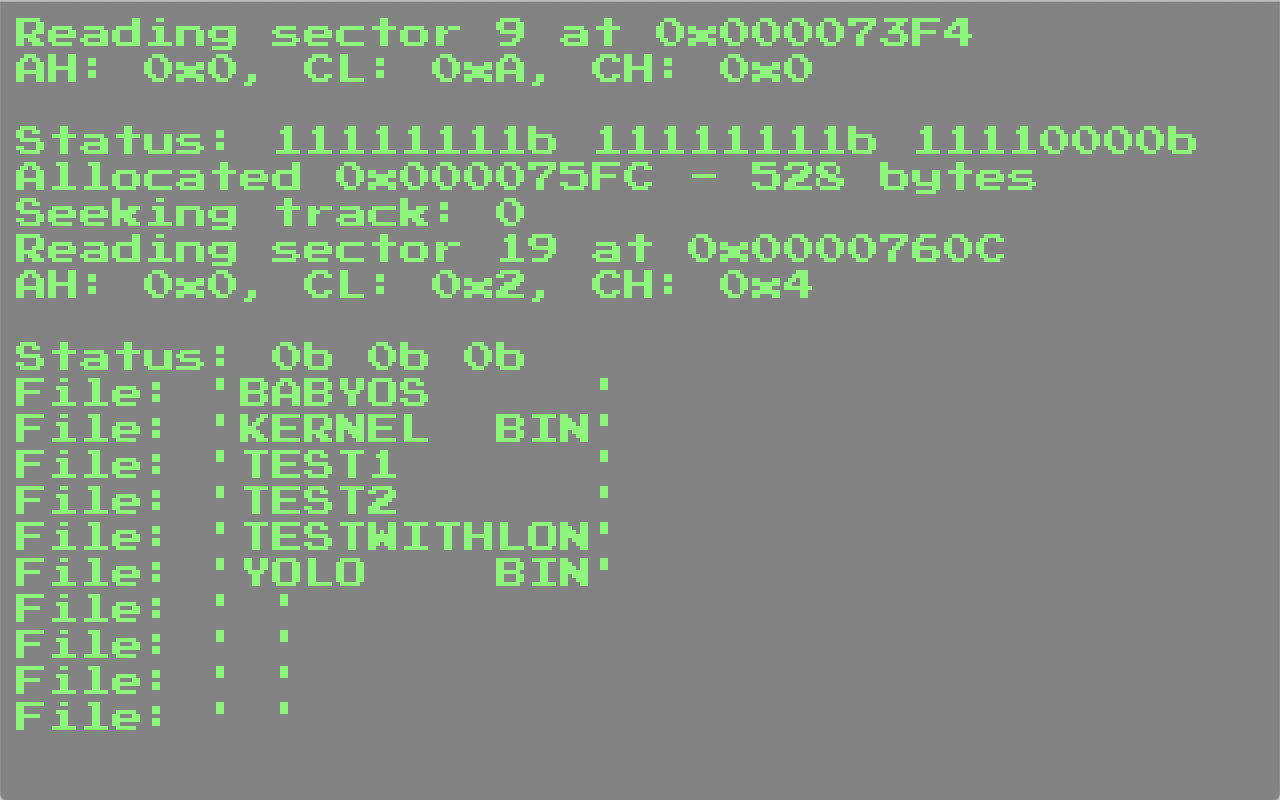 Reading sector 9 at 0x000073F4
AH: 0x0, CL: 0xA, CH: 0x0
Status: 11111111b 11111111b 11110000b
Allocated 0x000075FC - 528 bytes
Seeking track: 0
Reading sector 19 at 0x0000760C
AH: 0x0, CL: 0x2, CH: 0x4
Status: 0b 0b 0b
File: 'BABYOS     '
File: 'KERNEL  BIN'
File: 'TEST1      '
File: 'TEST2      '
File: 'TESTWITHLON'
File: 'YOLO    BIN'
File: ' '
File: ' '
File: ' '
File: ' '